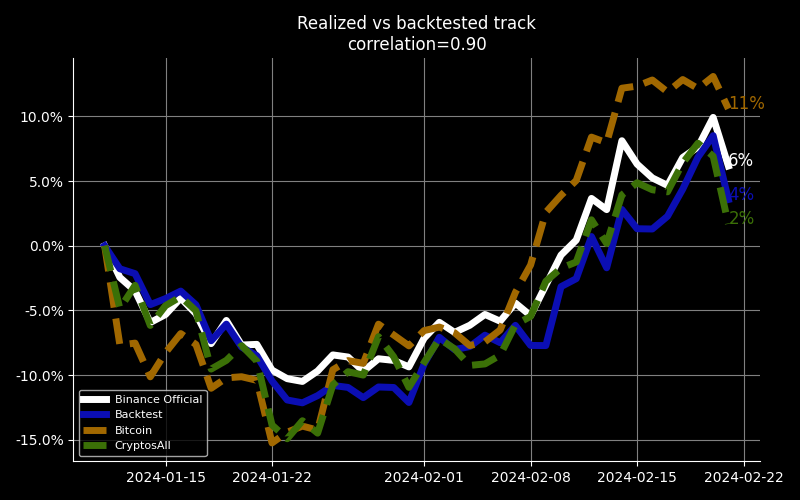 Realized vs backtested track
correlation=0.90
10.0%
5.0%
0.0%
-5.0%
-10.0%
-15.0%
11%
6%
4%
2%
Binance Official
Backtest
Bitcoin
CryptosAll
2024-01-15
2024-01-22
2024-02-01
2024-02-08
2024-02-15
2024-02-22